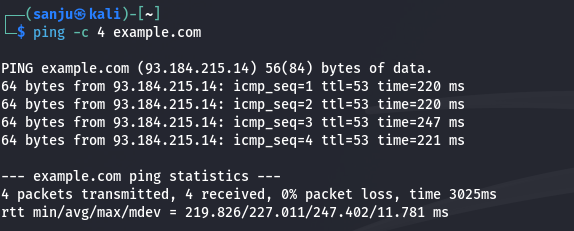 ┌──(sanju㉿kali)-[~]
└─$ ping -c 4 example.com
PING example.com (93.184.215.14) 56(84) bytes of data.
64 bytes from 93.184.215.14: icmp_seq=1 ttl=53 time=220 ms
64 bytes from 93.184.215.14: icmp_seq=2 ttl=53 time=220 ms
64 bytes from 93.184.215.14: icmp_seq=3 ttl=53 time=247 ms
64 bytes from 93.184.215.14: icmp_seq=4 ttl=53 time=221 ms
--- example.com ping statistics ---
4 packets transmitted, 4 received, 0% packet loss, time 3025ms
rtt min/avg/max/mdev = 219.826/227.011/247.402/11.781 ms